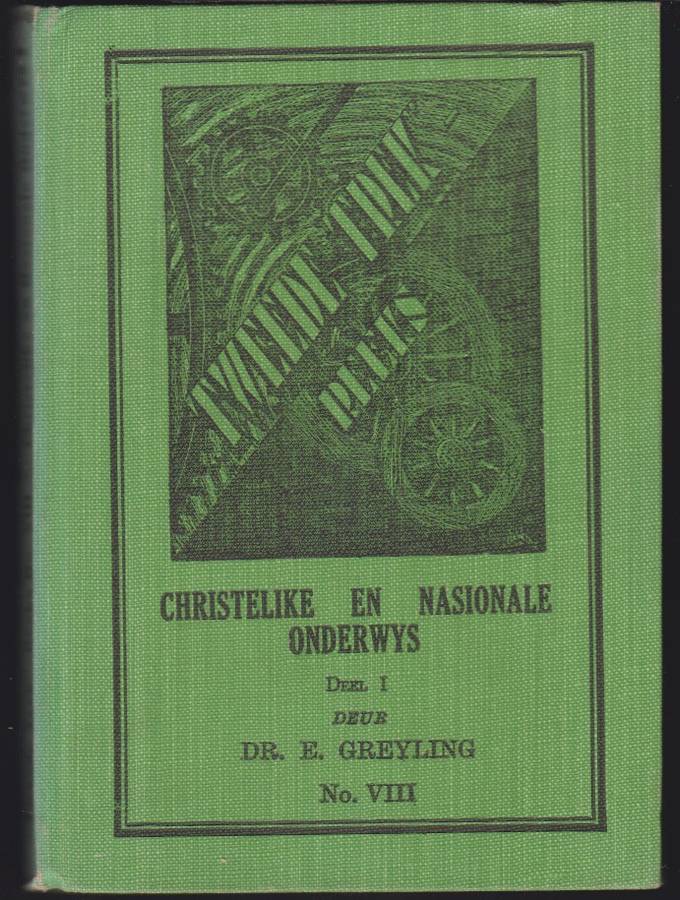 TWEEDE TREK
REEKS
CHRISTELIKE EN NASIONALE
ONDERWYS
DEEL I
DEUR
DR. E. GREYLING
No. VIII